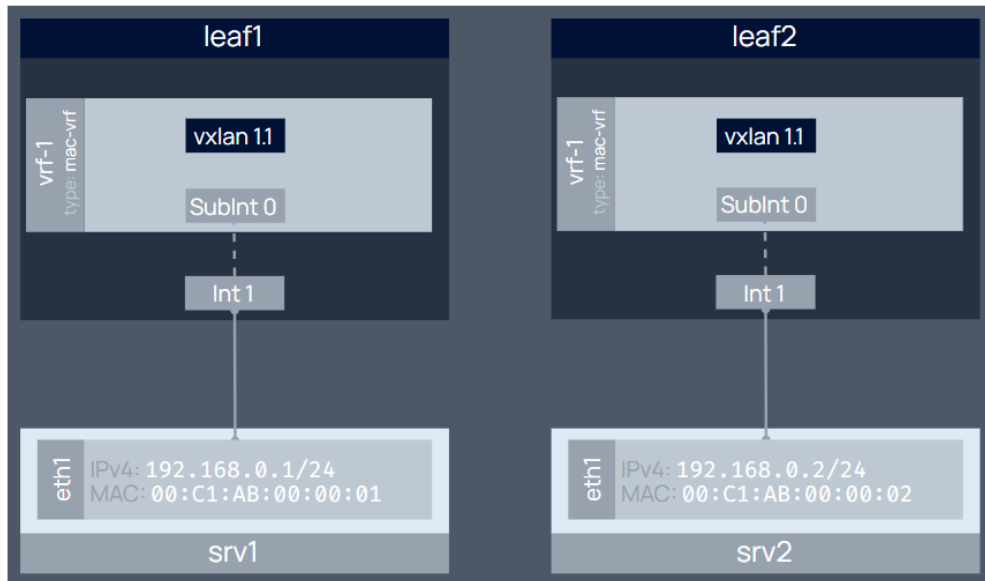 leaf1
vrf-1
type: mac-vrf
vxlan 1.1
SubInt 0
Int 1
eth1
IPv4: 192.168.0.1/24
MAC: 00:C1:AB:00:00:01
srv1
leaf2
vrf-1
type: mac-vrf
vxlan 1.1
SubInt 0
Int 1
eth1
IPv4: 192.168.0.2/24
MAC: 00:C1:AB:00:00:02
srv2